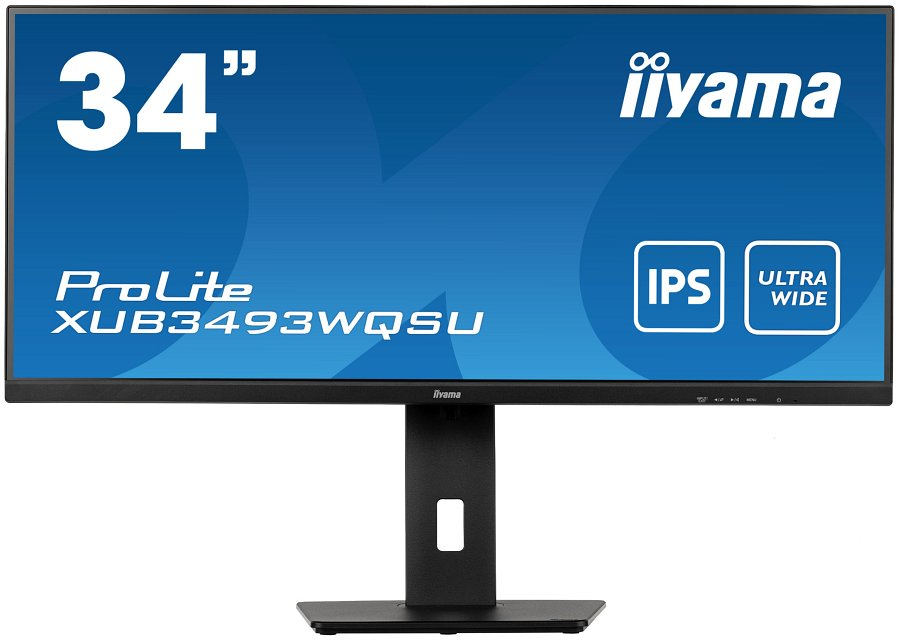 34”
iiyama
ProLite
XUB3493WQSU
IPS
ULTRA
WIDE
iiyama
MENU